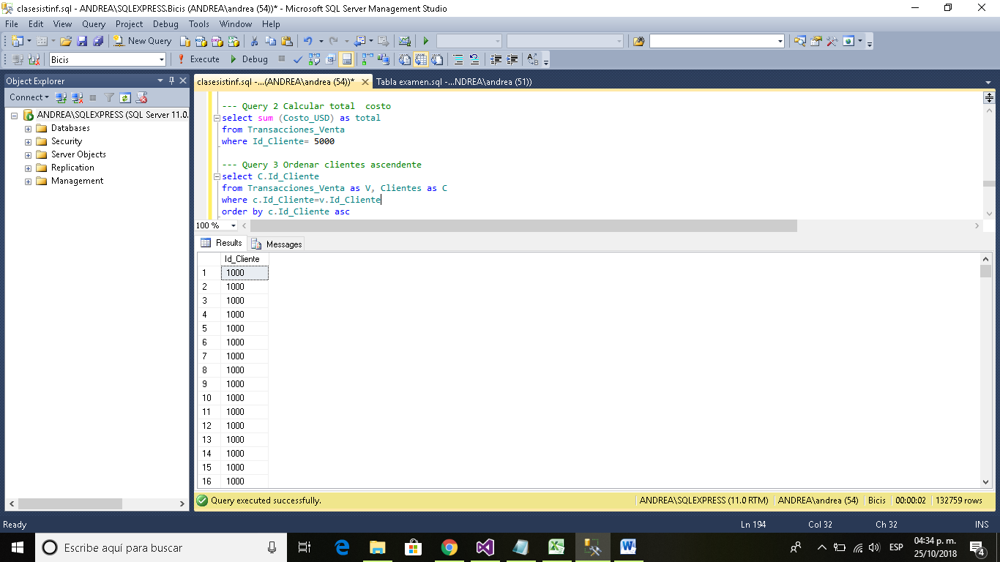 clasesistinf.sql - ANDREA\SQLEXPRESS.Bicis (ANDREA\andrea (54))* - Microsoft SQL Server Management Studio
File Edit View Query Project Debug Tools Window Help
New Query
Bicis Execute Debug
Object Explorer
Connect
ANDREA\SQLEXPRESS (SQL Server 11.0.
Databases
Security
Server Objects
Replication
Management
clasesistinf.sql -...(ANDREA\andrea (54))* Tabla examen.sql -...NDREA\andrea (51))
--- Query 2 Calcular total  costo
select sum (Costo_USD) as total
from Transacciones_Venta
where Id_Cliente= 5000
--- Query 3 Ordenar clientes ascendente
select C.Id_Cliente
from Transacciones_Venta as V, Clientes as C
where c.Id_Cliente=v.Id_Cliente
order by c.Id_Cliente asc
100 %
Results Messages
Id_Cliente
1 1000
2 1000
3 1000
4 1000
5 1000
6 1000
7 1000
8 1000
9 1000
10 1000
11 1000
12 1000
13 1000
14 1000
15 1000
16 1000
Query executed successfully. ANDREA\SQLEXPRESS (11.0 RTM) ANDREA\andrea (54) Bicis 00:00:02 132759 rows
Ready Ln 194 Col 32 Ch 32 INS
Escribe aquí para buscar ESP 04:34 p. m.
25/10/2018 4